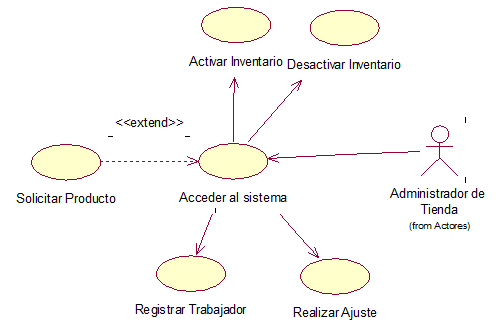 Activar Inventario
Desactivar Inventario
<<extend>>
Solicitar Producto
Acceder al sistema
Administrador de
Tienda
(from Actores)
Registrar Trabajador
Realizar Ajuste